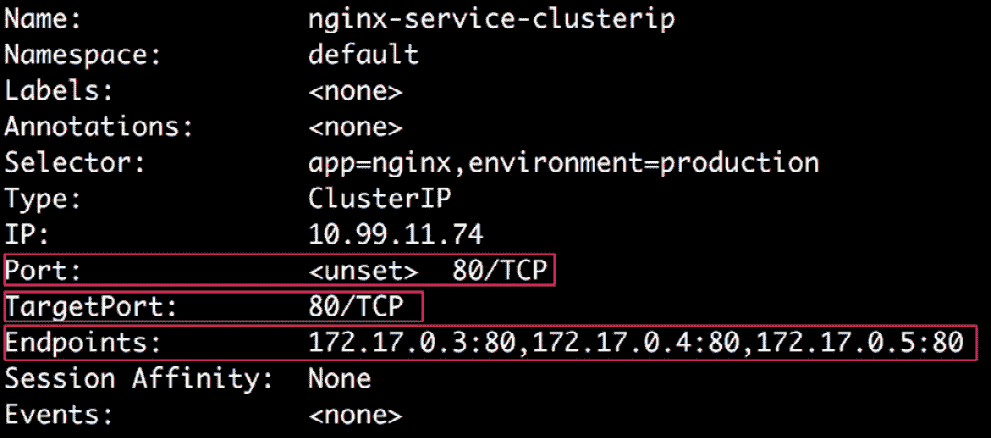 Name: nginx-service-clusterip
Namespace: default
Labels: <none>
Annotations: <none>
Selector: app=nginx,environment=production
Type: ClusterIP
IP: 10.99.11.74
Port: <unset> 80/TCP
TargetPort: 80/TCP
Endpoints: 172.17.0.3:80,172.17.0.4:80,172.17.0.5:80
Session Affinity: None
Events: <none>